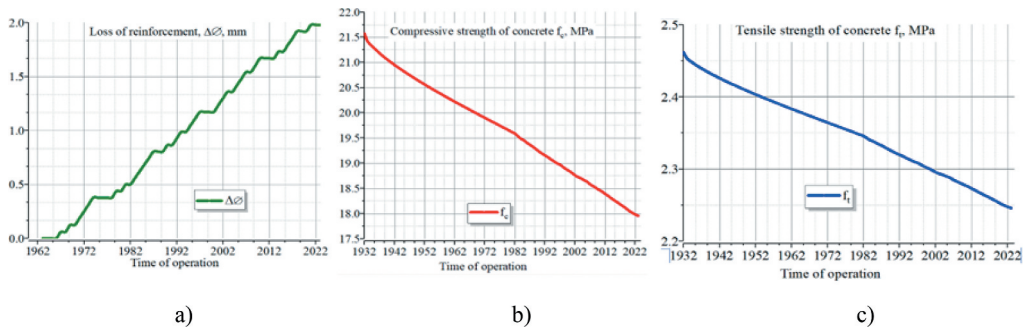 Loss of reinforcement, Δ∅, mm
2.0
1.5
1.0
0.5
0.0
Δ∅
1962 1972 1982 1992 2002 2012 2022
Time of operation
a)
Compressive strength of concrete fc, MPa
22.0
21.5
21.0
20.5
20.0
19.5
19.0
18.5
18.0
17.5
fc
1932 1942 1952 1962 1972 1982 1992 2002 2012 2022
Time of operation
b)
Tensile strength of concrete ft, MPa
2.5
2.4
2.3
2.2
ft
1932 1942 1952 1962 1972 1982 1992 2002 2012 2022
Time of operation
c)